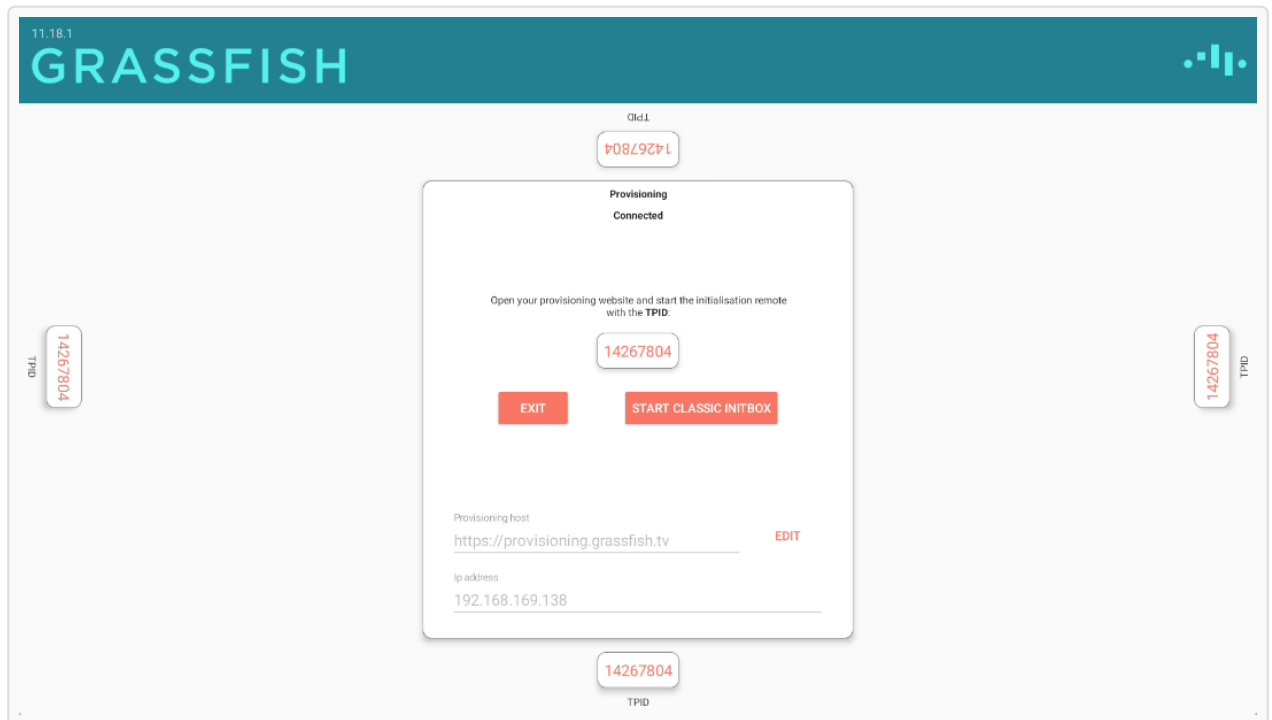 11.18.1
GRASSFISH
TPID
14267804
Provisioning
Connected
Open your provisioning website and start the initialisation remote
with the TPID:
14267804
EXIT
START CLASSIC INITBOX
TPID
14267804
14267804
TPID
Provisioning host
https://provisioning.grassfish.tv
EDIT
Ip address
192.168.169.138
14267804
TPID